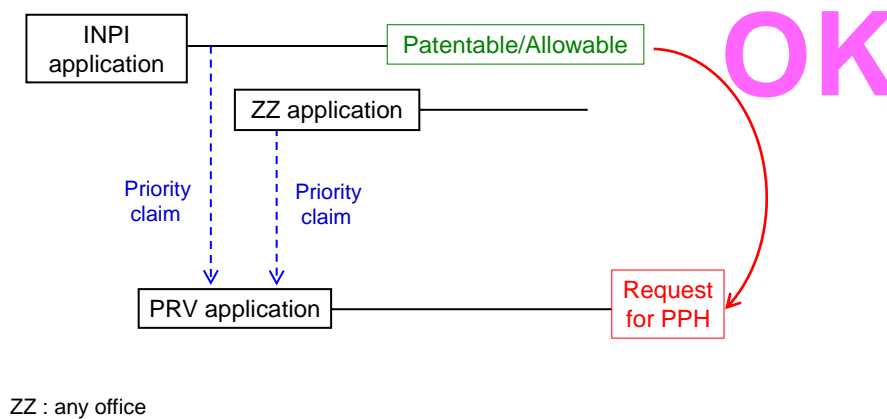 INPI
application
Patentable/Allowable
OK
ZZ application
Priority
claim
Priority
claim
PRV application
Request
for PPH
ZZ : any office